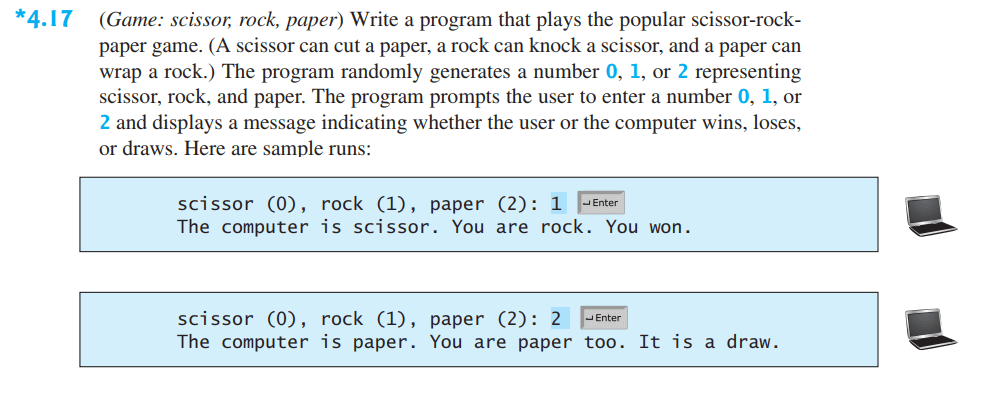 *4.17 (Game: scissor, rock, paper) Write a program that plays the popular scissor-rock-
paper game. (A scissor can cut a paper, a rock can knock a scissor, and a paper can
wrap a rock.) The program randomly generates a number 0, 1, or 2 representing
scissor, rock, and paper. The program prompts the user to enter a number 0, 1, or
2 and displays a message indicating whether the user or the computer wins, loses,
or draws. Here are sample runs:
scissor (0), rock (1), paper (2): 1 ↵Enter
The computer is scissor. You are rock. You won.
scissor (0), rock (1), paper (2): 2 ↵Enter
The computer is paper. You are paper too. It is a draw.